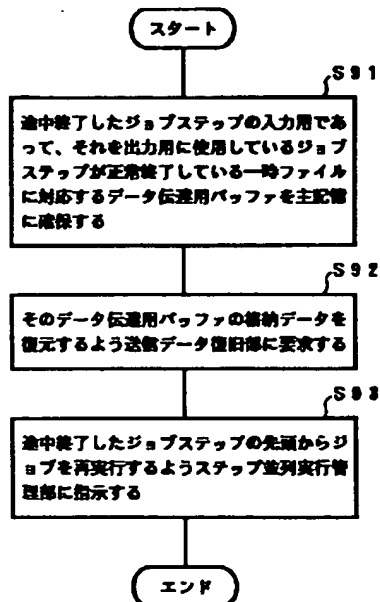 スタート
S91
途中終了したジョブステップの入力用であ
って、それを出力用に使用しているジョブ
ステップが正常終了している一時ファイル
に対応するデータ伝達用バッファを主記憶
に確保する
S92
そのデータ伝達用バッファの格納データを
復元するよう送信データ復旧部に要求する
S93
途中終了したジョブステップの先頭からジ
ョブを再実行するようステップ並列実行管
理部に指示する
エンド